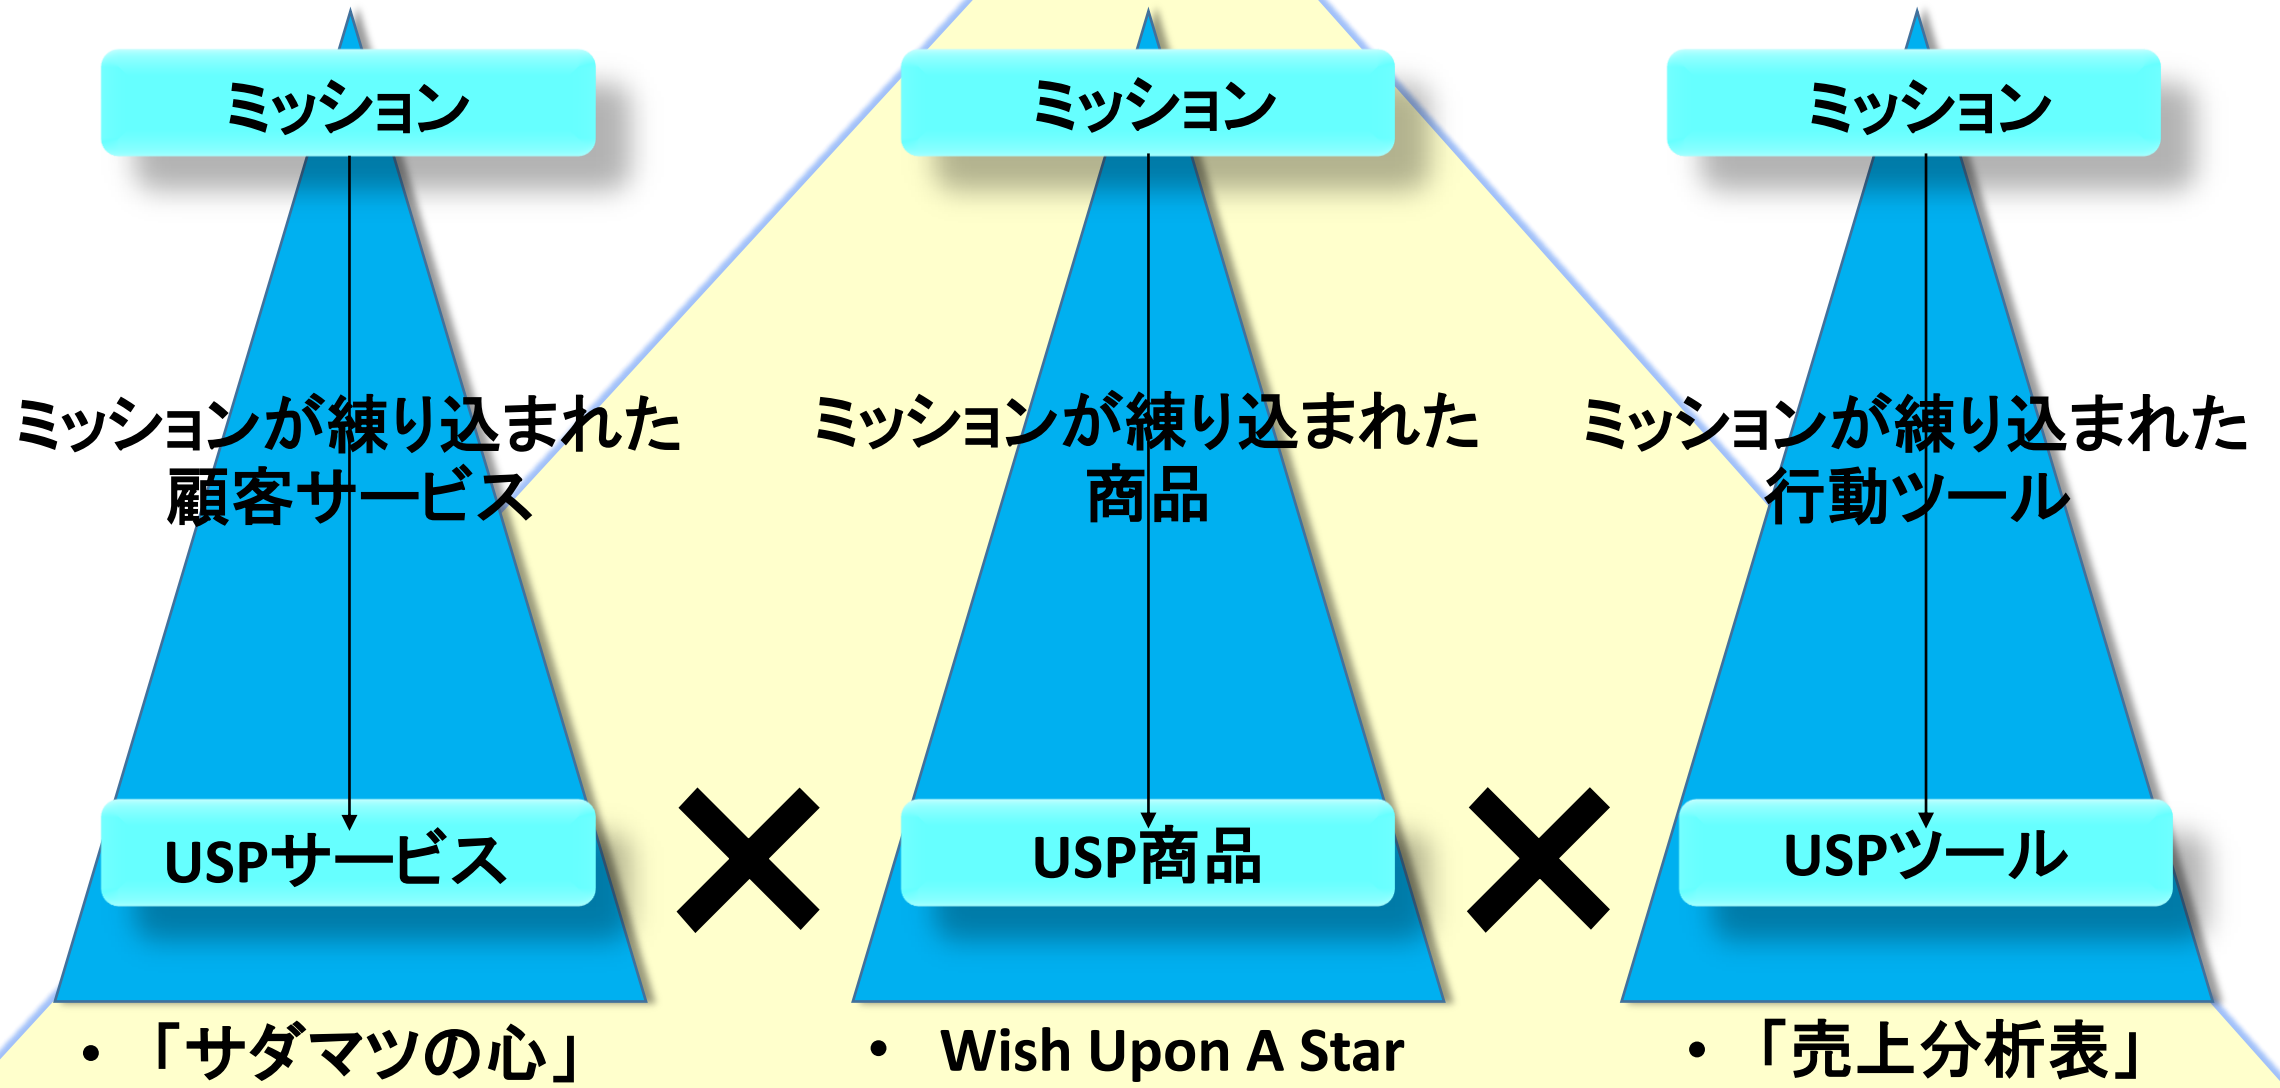 ミッション
ミッションが練り込まれた
顧客サービス
USPサービス
・「サダマツの心」
ミッション
ミッションが練り込まれた
商品
USP商品
・ Wish Upon A Star
ミッション
ミッションが練り込まれた
行動ツール
USPツール
・「売上分析表」